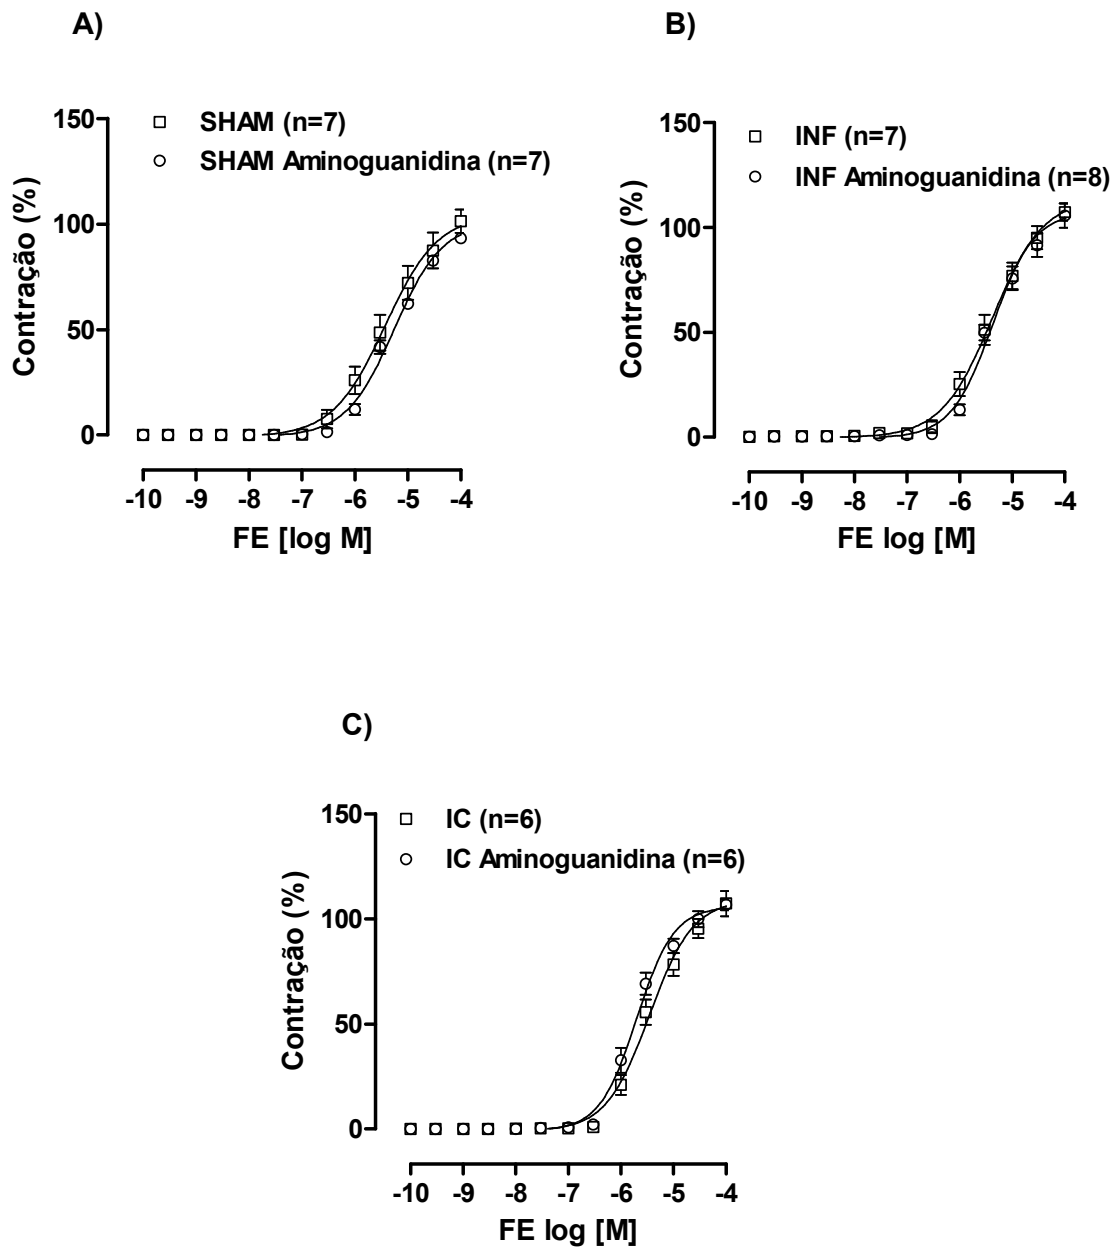 A)
150
100
50
0
Contração (%)
SHAM (n=7)
SHAM Aminoguanidina (n=7)
-10 -9 -8 -7 -6 -5 -4
FE [log M]
B)
150
100
50
0
Contração (%)
INF (n=7)
INF Aminoguanidina (n=8)
-10 -9 -8 -7 -6 -5 -4
FE log [M]
C)
150
100
50
0
Contração (%)
IC (n=6)
IC Aminoguanidina (n=6)
-10 -9 -8 -7 -6 -5 -4
FE log [M]